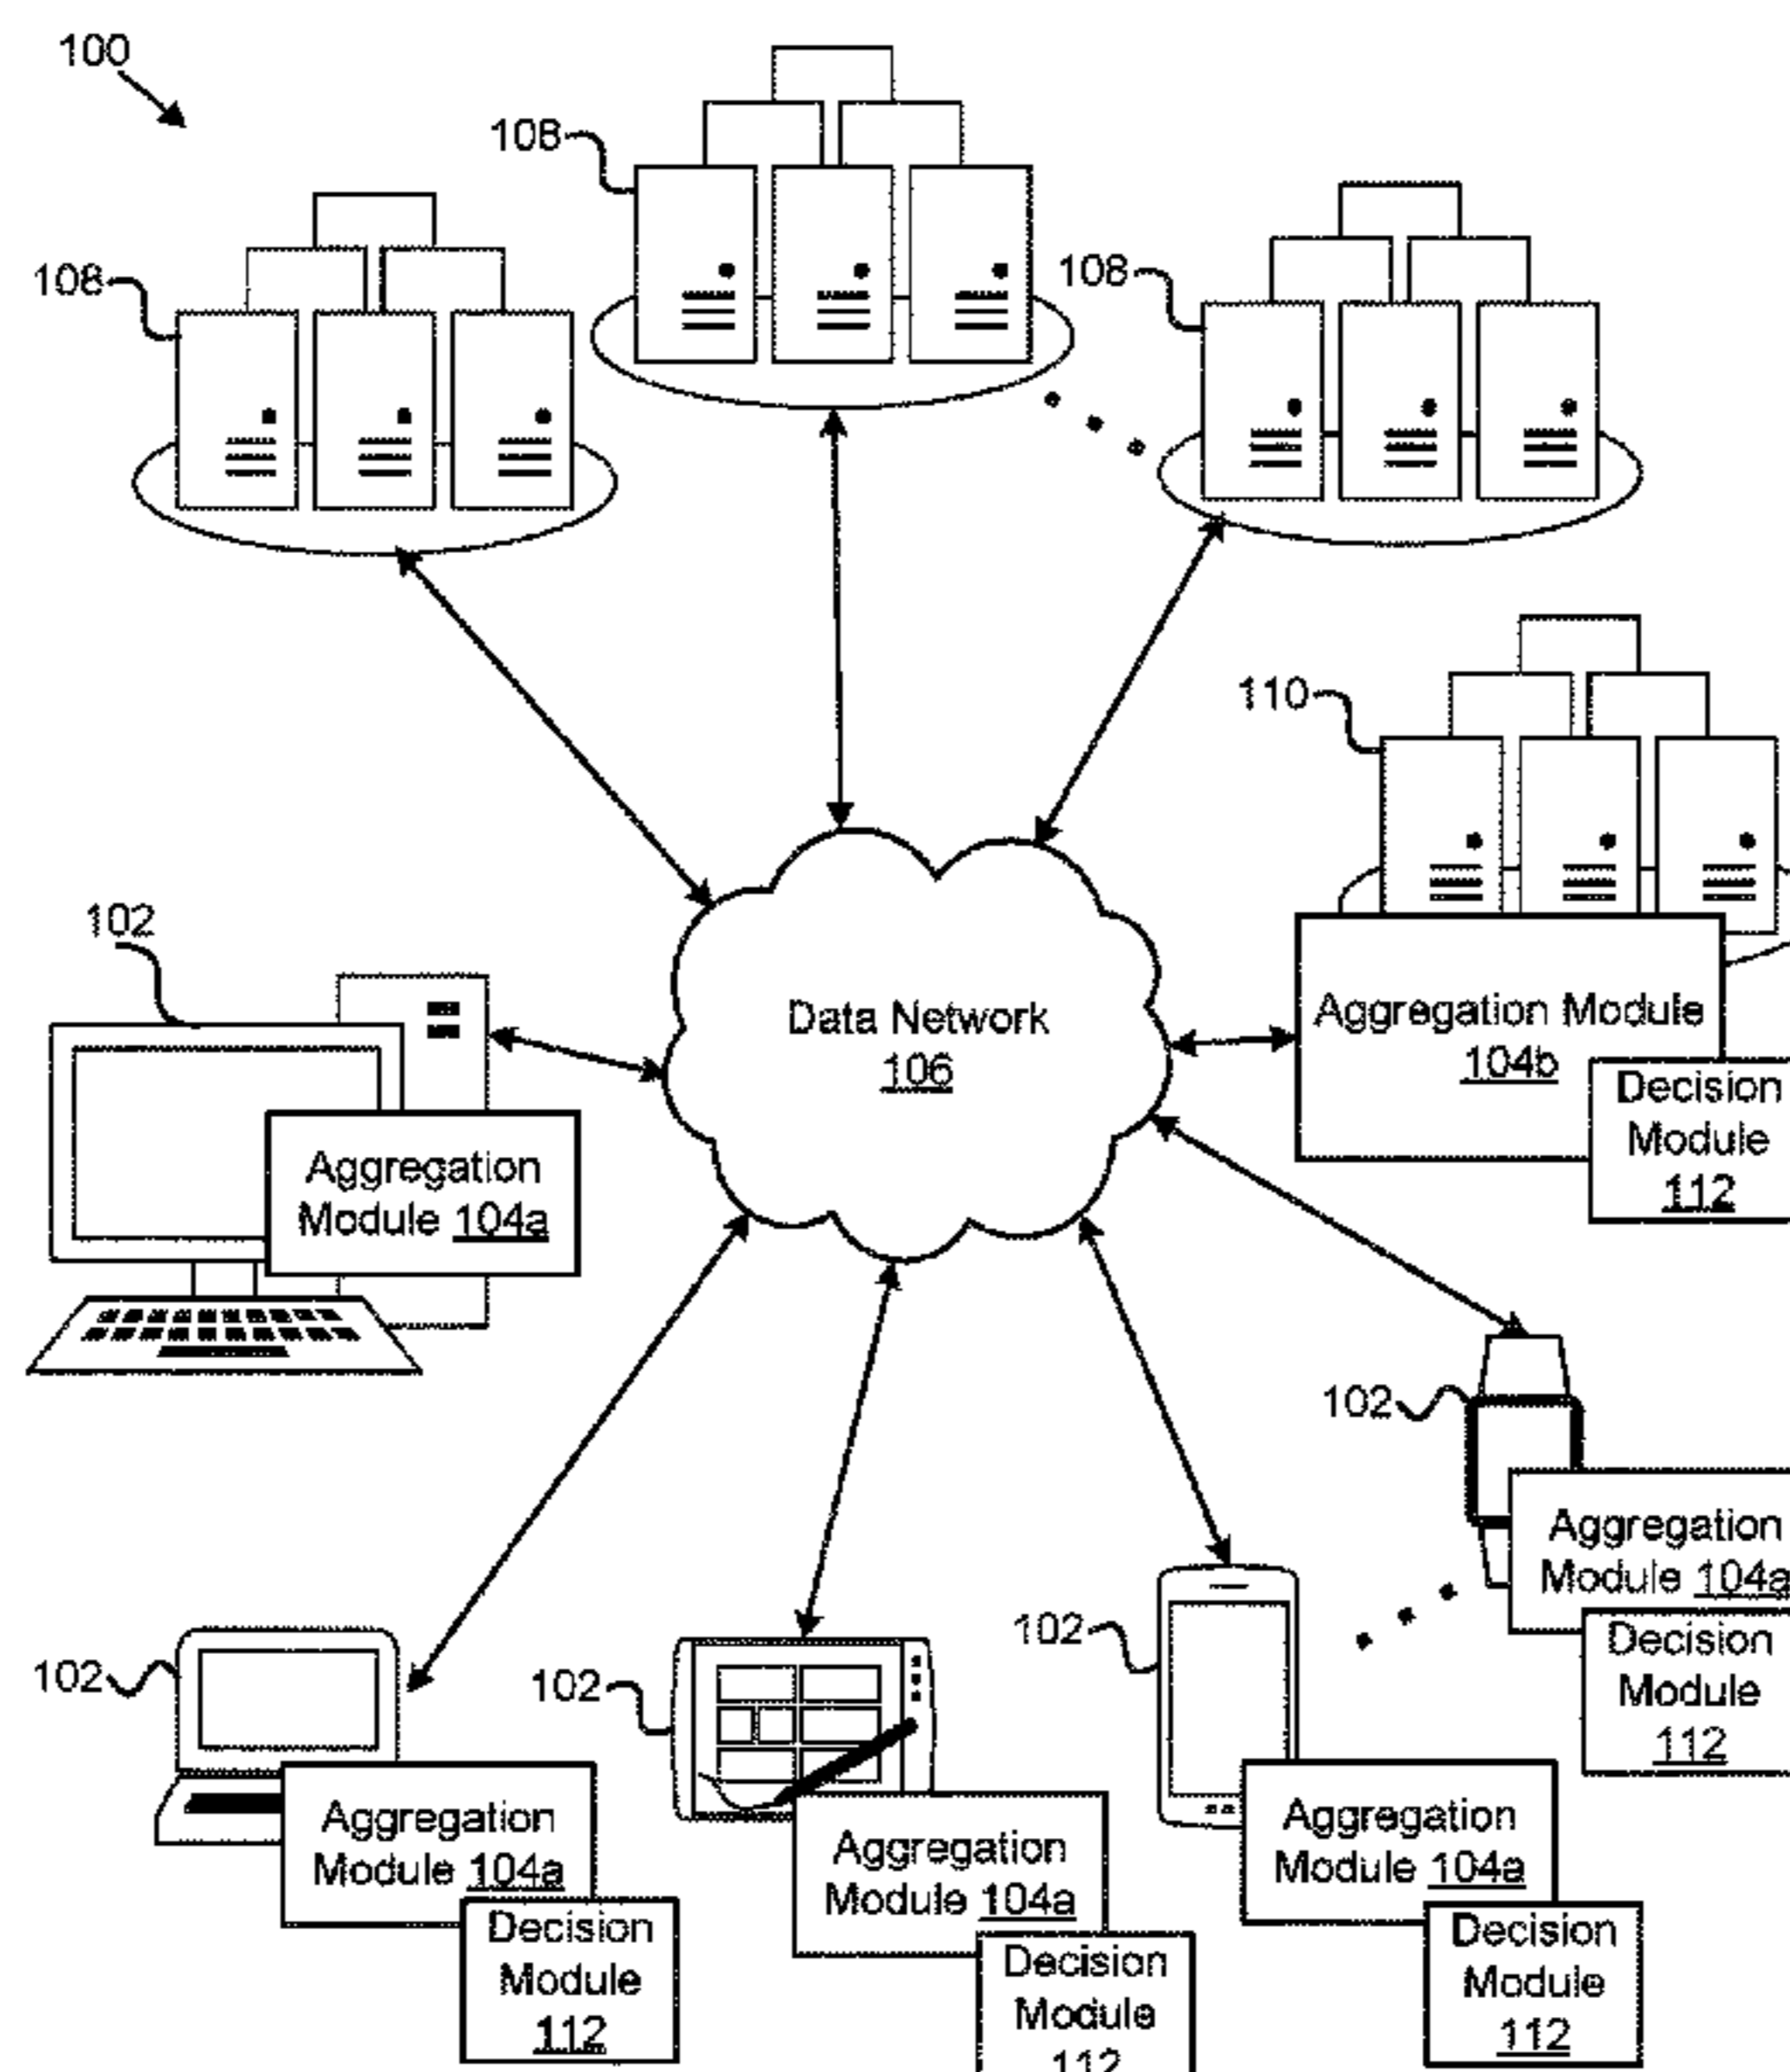 100
108
108
108
110
102
Data Network
106
Aggregation Module
104b
Decision
Module
112
Aggregation
Module 104a
102
Aggregation
Module 104a
Decision
Module
112
102
Aggregation
Module 104a
Decision
Module
112
102
Aggregation
Module 104a
Decision
Module
112
102
Aggregation
Module 104a
Decision
Module
112